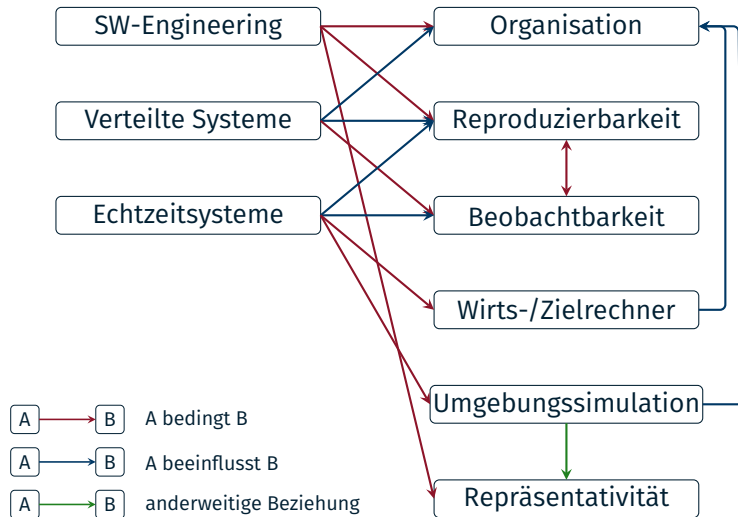 SW-Engineering
Organisation
Verteilte Systeme
Reproduzierbarkeit
Echtzeitsysteme
Beobachtbarkeit
Wirts-/Zielrechner
Umgebungssimulation
Repräsentativität
A B A bedingt B
A B A beeinflusst B
A B anderweitige Beziehung